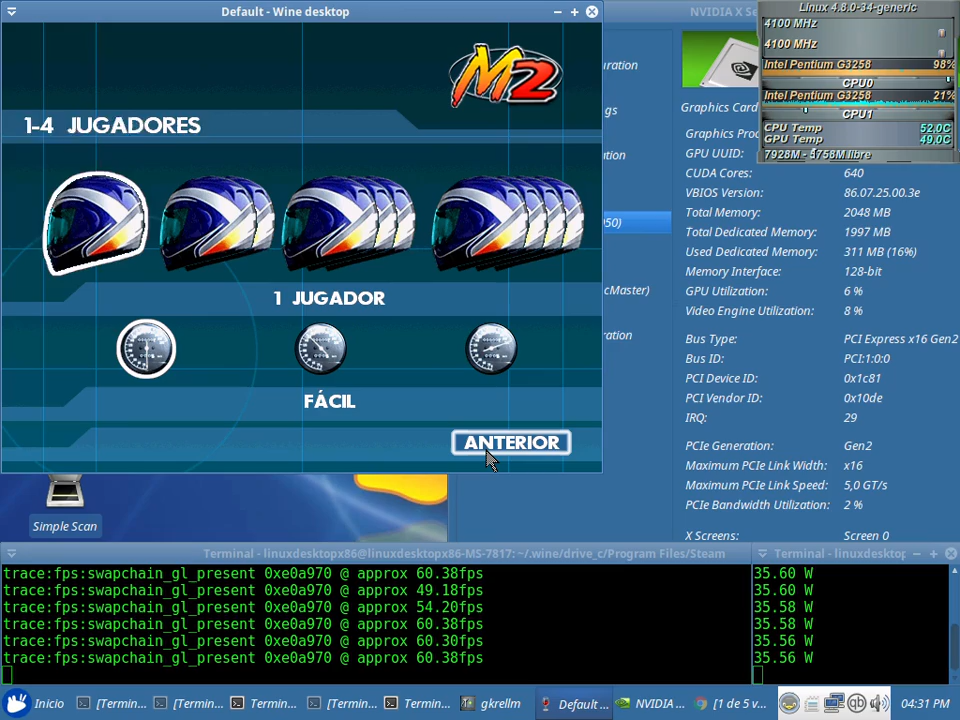 Default - Wine desktop
M2
1-4 JUGADORES
1 JUGADOR
FÁCIL
ANTERIOR
NVIDIA X Se
Linux 4.8.0-34-generic
4100 MHz
4100 MHz
Intel Pentium G3258 98%
CPU0
Intel Pentium G3258 21%
CPU1
CPU Temp 52.0C
GPU Temp 49.0C
7928M - 5758M libre
uration
gs
ation
50)
cMaster)
ration
Graphics Card
Graphics Proc
GPU UUID:
CUDA Cores: 640
VBIOS Version: 86.07.25.00.3e
Total Memory: 2048 MB
Total Dedicated Memory: 1997 MB
Used Dedicated Memory: 311 MB (16%)
Memory Interface: 128-bit
GPU Utilization: 6 %
Video Engine Utilization: 8 %
Bus Type: PCI Express x16 Gen2
Bus ID: PCI:1:0:0
PCI Device ID: 0x1c81
PCI Vendor ID: 0x10de
IRQ: 29
PCIe Generation: Gen2
Maximum PCIe Link Width: x16
Maximum PCIe Link Speed: 5,0 GT/s
PCIe Bandwidth Utilization: 2 %
X Screens: Screen 0
Simple Scan
Terminal - linuxdesktopx86@linuxdesktopx86-MS-7817: ~/.wine/drive_c/Program Files/Steam
trace:fps:swapchain_gl_present 0xe0a970 @ approx 60.38fps
trace:fps:swapchain_gl_present 0xe0a970 @ approx 49.18fps
trace:fps:swapchain_gl_present 0xe0a970 @ approx 54.20fps
trace:fps:swapchain_gl_present 0xe0a970 @ approx 60.38fps
trace:fps:swapchain_gl_present 0xe0a970 @ approx 60.30fps
trace:fps:swapchain_gl_present 0xe0a970 @ approx 60.38fps
Terminal - linuxdesktop
35.60 W
35.60 W
35.58 W
35.58 W
35.56 W
35.56 W
Inicio [Termin... [Termin... Termin... [Termin... Termin... gkrellm Default ... NVIDIA ... [1 de 5 v... 04:31 PM